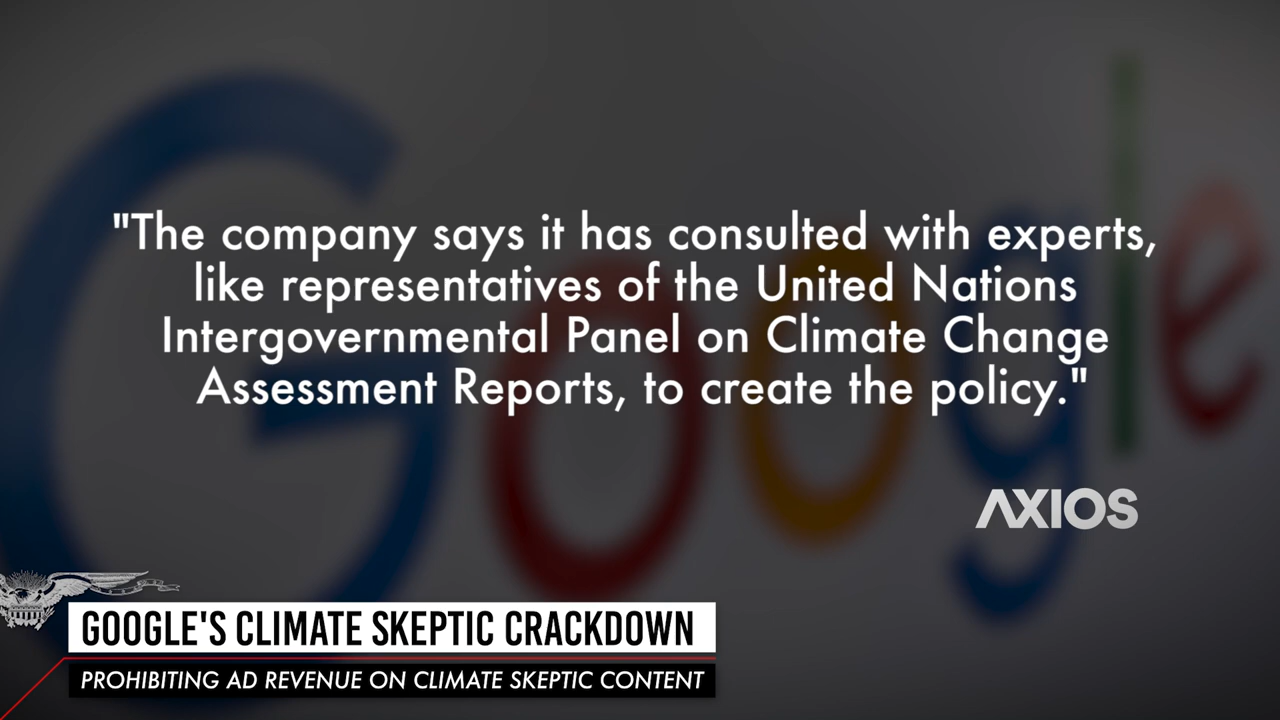 "The company says it has consulted with experts,
like representatives of the United Nations
Intergovernmental Panel on Climate Change
Assessment Reports, to create the policy."
Google
AXIOS
GOOGLE'S CLIMATE SKEPTIC CRACKDOWN
PROHIBITING AD REVENUE ON CLIMATE SKEPTIC CONTENT